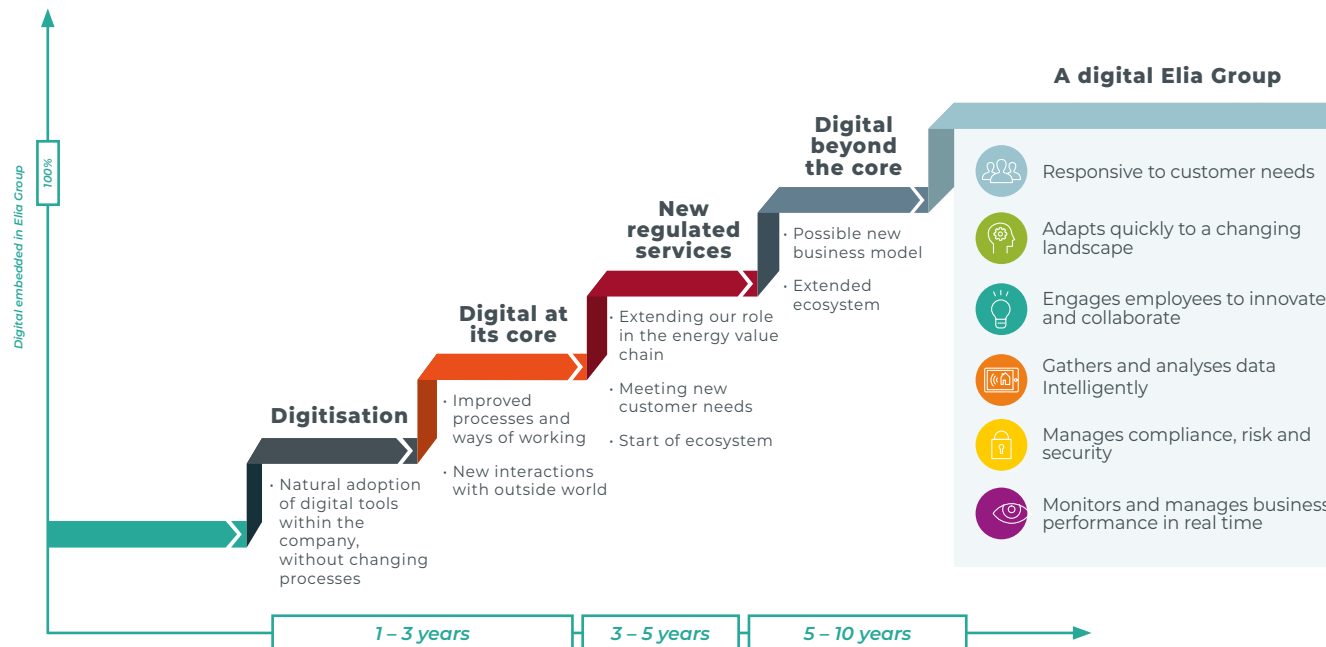 Digital embedded in Elia Group
100%
Digitisation
· Natural adoption
of digital tools
within the
company,
without changing
processes
Digital at
its core
· Improved
processes and
ways of working
· New interactions
with outside world
New
regulated
services
· Extending our role
in the energy value
chain
· Meeting new
customer needs
· Start of ecosystem
Digital
beyond
the core
· Possible new
business model
· Extended
ecosystem
A digital Elia Group
Responsive to customer needs
Adapts quickly to a changing
landscape
Engages employees to innovate
and collaborate
Gathers and analyses data
Intelligently
Manages compliance, risk and
security
Monitors and manages business
performance in real time
1 – 3 years
3 – 5 years
5 – 10 years